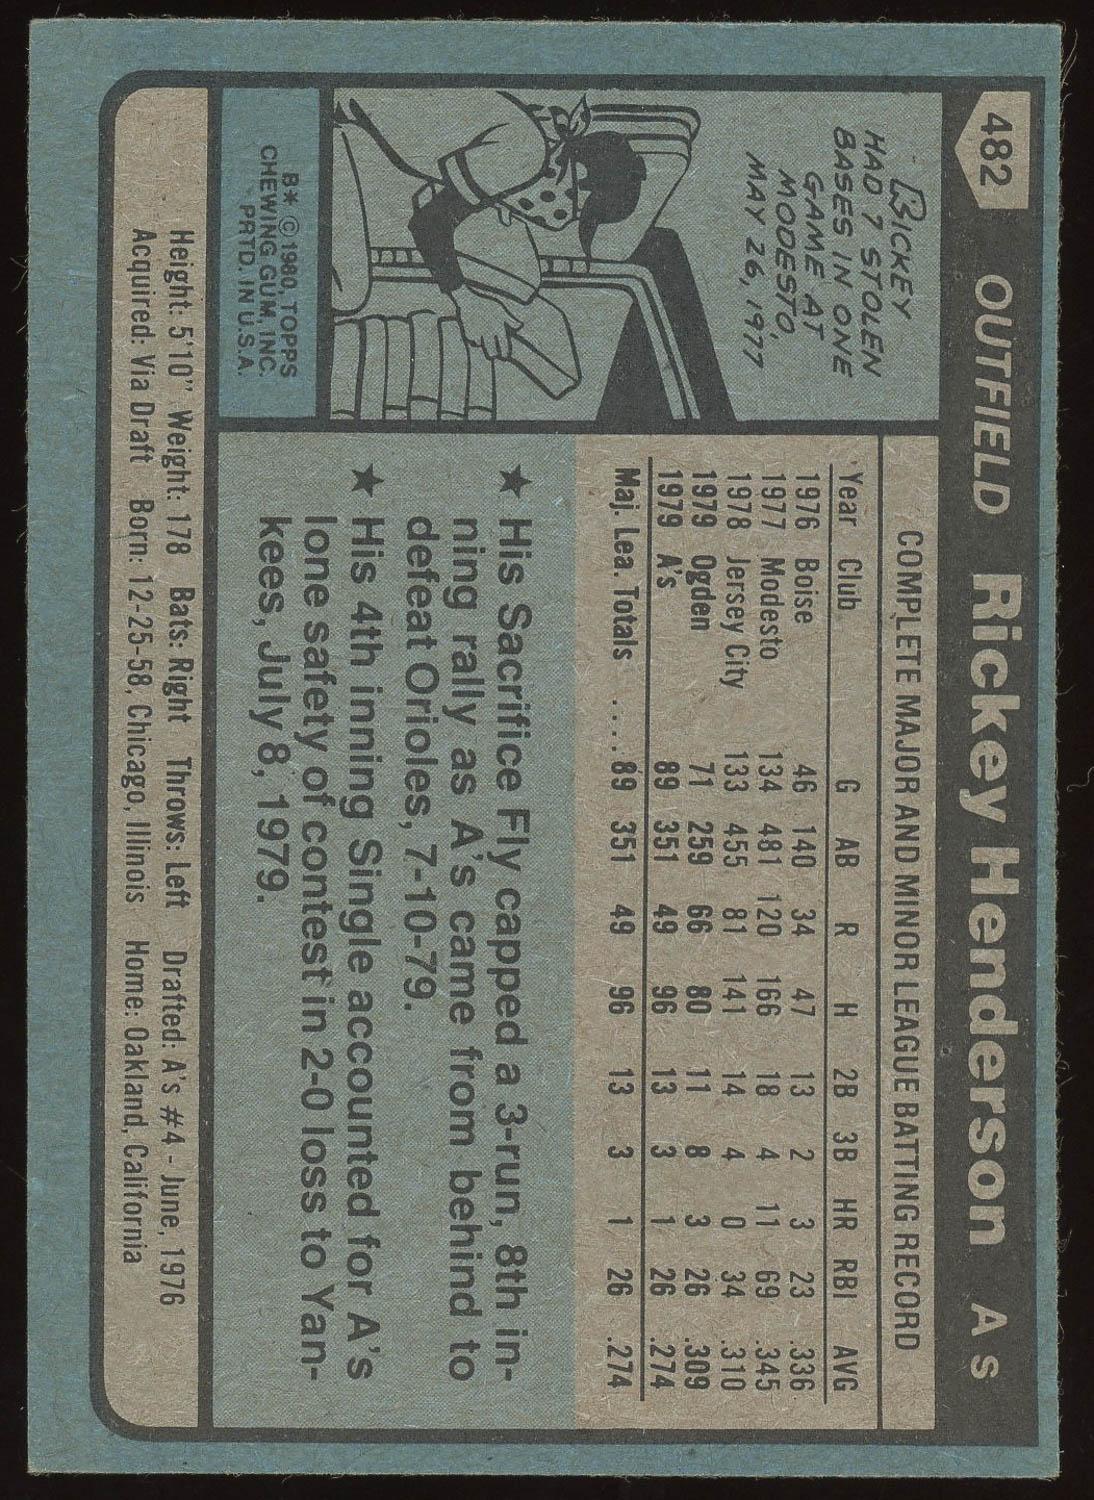 482 OUTFIELD Rickey Henderson A s
RICKEY
HAD 7 STOLEN
BASES IN ONE
GAME AT
MODESTO,
MAY 26, 1977
B* ©1980, TOPPS
CHEWING GUM, INC.
PRTD. IN U.S.A.
COMPLETE MAJOR AND MINOR LEAGUE BATTING RECORD
Year Club G AB R H 2B 3B HR RBI AVG
1976 Boise 46 140 34 47 13 2 3 23 .336
1977 Modesto 134 481 120 166 18 4 11 69 .345
1978 Jersey City 133 455 81 141 14 4 0 34 .310
1979 Ogden 71 259 66 80 11 8 3 26 .309
1979 A's 89 351 49 96 13 3 1 26 .274
Maj. Lea. Totals ..... 89 351 49 96 13 3 1 26 .274
★ His Sacrifice Fly capped a 3-run, 8th in-
ning rally as A's came from behind to
defeat Orioles, 7-10-79.
★ His 4th inning Single accounted for A's
lone safety of contest in 2-0 loss to Yan-
kees, July 8, 1979.
Height: 5'10" Weight: 178 Bats: Right Throws: Left Drafted: A's #4 - June, 1976
Acquired: Via Draft Born: 12-25-58, Chicago, Illinois Home: Oakland, California